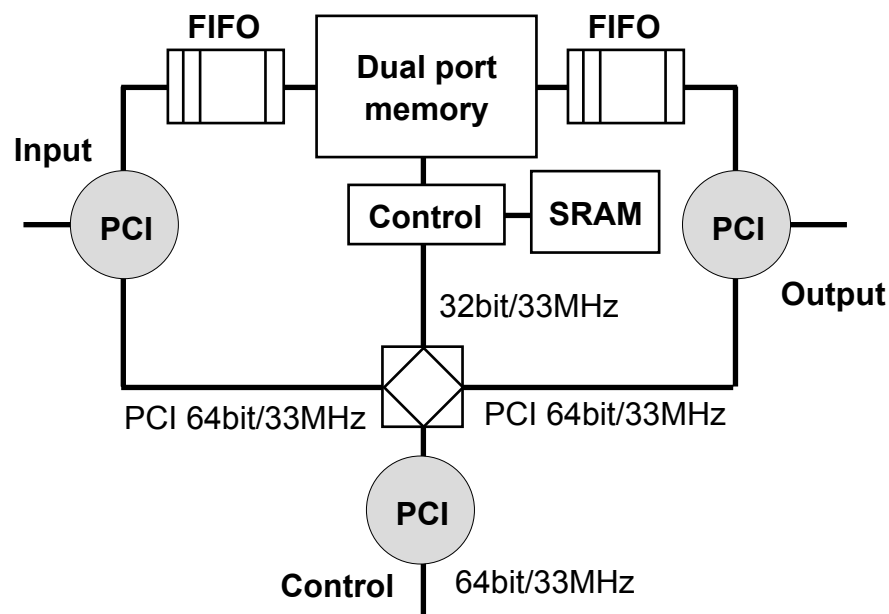 FIFO
Dual port
memory
FIFO
Input
PCI
Control
SRAM
PCI
Output
32bit/33MHz
PCI 64bit/33MHz
PCI 64bit/33MHz
PCI
Control
64bit/33MHz